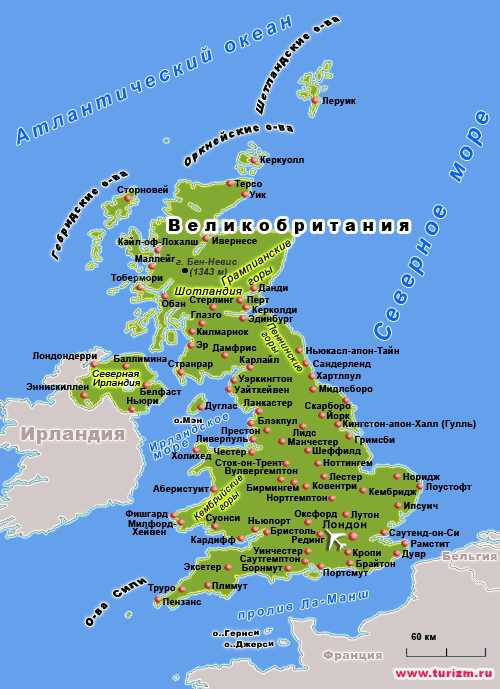 Атлантический океан
Шетландские о-ва
Леруик
Оркнейские о-ва
Керкуолл
Северное море
Гебридские о-ва
Сторновей
Терсо
Уик
Великобритания
Кайл-оф-Лохалш
Ивернесе
Маллейг
г. Бен-Невис
(1343 м)
Грампианские
горы
Тобермори
Шотландия
Данди
Обан
Стерлинг
Перт
Керколди
Глазго
Эдинбург
Килмарнок
Пеннинские
горы
Эр
Дамфрис
Ньюкасл-апон-Тайн
Лондондерри
Баллимина
Странрар
Карлайл
Сандерленд
Северная
Ирландия
Уэркингтон
Хартлпул
Эннискиллен
Белфаст
Уайтхейвен
Мидлсборо
Ньюри
Дуглас
Ланкастер
Скарборо
о.Мэн
Блэкпул
Йорк
Ирландия
Ирландское
море
Престон
Лидс
Кингстон-апон-Халл (Гулль)
Ливерпуль
Манчестер
Гримсби
Холихед
Честер
Шеффилд
Сток-он-Трент
Ноттингем
Вулвергемптон
Лестер
Норидж
Аберистуит
Кембрийские
горы
Бирмингем
Ковентри
Кембридж
Лоустофт
Нортгемптон
Ипсуич
Фишгард
Суонси
Оксфорд
Лутон
Милфорд-
Хейвен
Ньюпорт
Лондон
Бристоль
Саутенд-он-Си
Кардифф
Рединг
Рамстит
Уинчестер
Кропи
Дувр
Бельгия
Эксетер
Саутгемптон
Брайтон
Борнмут
Портсмут
О-ва Сили
Труро
Плимут
Пензанс
пролив Ла-Манш
о..Гернси
о..Джерси
60 км
Франция
www.turizm.ru